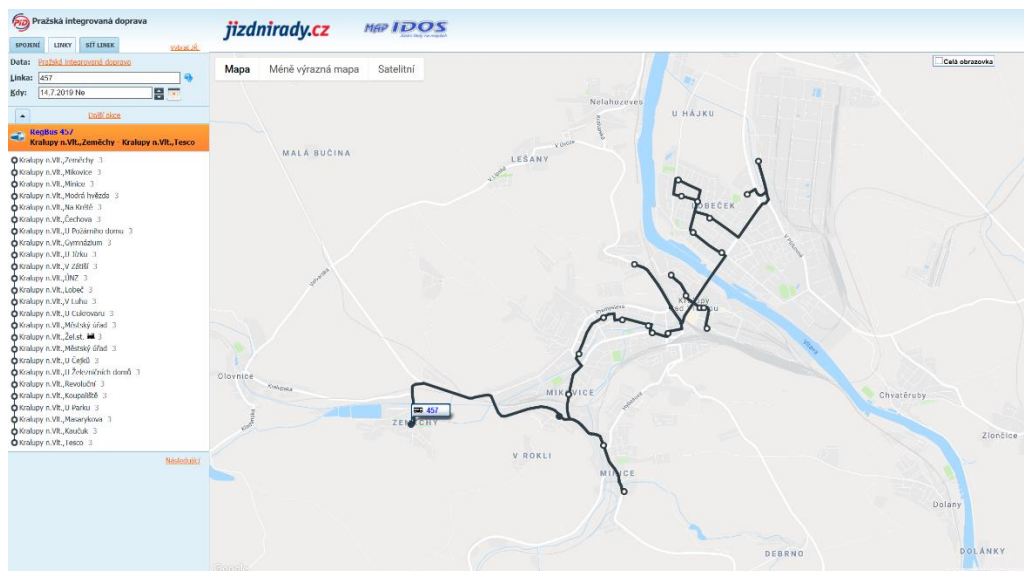 Pražská integrovaná doprava
SPOJENÍ LINKY SÍŤ LINEK Vybrat JŘ
Data: Pražská integrovaná doprava
Linka: 457
Kdy: 14.7.2019 Ne
Další akce
RegBus 457
Kralupy n.Vlt.,Zeměchy - Kralupy n.Vlt.,Tesco
Kralupy n.Vlt.,Zeměchy 3
Kralupy n.Vlt.,Mikovice 3
Kralupy n.Vlt.,Minice 3
Kralupy n.Vlt.,Modrá hvězda 3
Kralupy n.Vlt.,Na Krétě 3
Kralupy n.Vlt.,Čechova 3
Kralupy n.Vlt.,U Požárního domu 3
Kralupy n.Vlt.,Gymnázium 3
Kralupy n.Vlt.,U Jirku 3
Kralupy n.Vlt.,V Zátiší 3
Kralupy n.Vlt.,ÚNZ 3
Kralupy n.Vlt.,Lobeč 3
Kralupy n.Vlt.,V Luhu 3
Kralupy n.Vlt.,U Cukrovaru 3
Kralupy n.Vlt.,Městský úřad 3
Kralupy n.Vlt.,Žel.st. 3
Kralupy n.Vlt.,Městský úřad 3
Kralupy n.Vlt.,U Čejků 3
Kralupy n.Vlt.,U Železničních domů 3
Kralupy n.Vlt.,Revoluční 3
Kralupy n.Vlt.,Koupaliště 3
Kralupy n.Vlt.,U Parku 3
Kralupy n.Vlt.,Masarykova 3
Kralupy n.Vlt.,Kaučuk 3
Kralupy n.Vlt.,Tesco 3
Následující
jizdnirady.cz MAP IDOS
Mapa Méně výrazná mapa Satelitní
Celá obrazovka
Nelahozeves
U HÁJKU
MALÁ BUČINA
LEŠANY
LOBEČEK
Kralupy
nad Vltavou
Vltava
Olovnice
MIKOVICE
457
ZEMĚCHY
Chvatěruby
Zlončice
V ROKLI
MINICE
Dolany
DEBRNO
DOLÁNKY
Google